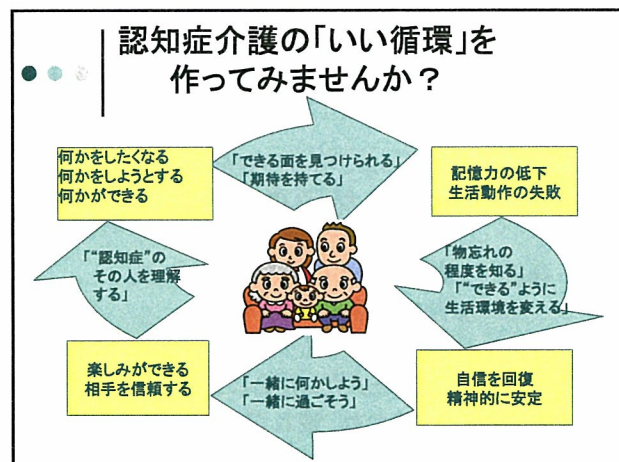 認知症介護の「いい循環」を
作ってみませんか？
何かをしたくなる
何かをしようとする
何かができる
「できる面を見つけられる」
「期待を持てる」
記憶力の低下
生活動作の失敗
「“認知症”の
その人を理解
する」
「物忘れの
程度を知る」
「“できる”ように
生活環境を変える」
楽しみができる
相手を信頼する
「一緒に何かしよう」
「一緒に過ごそう」
自信を回復
精神的に安定